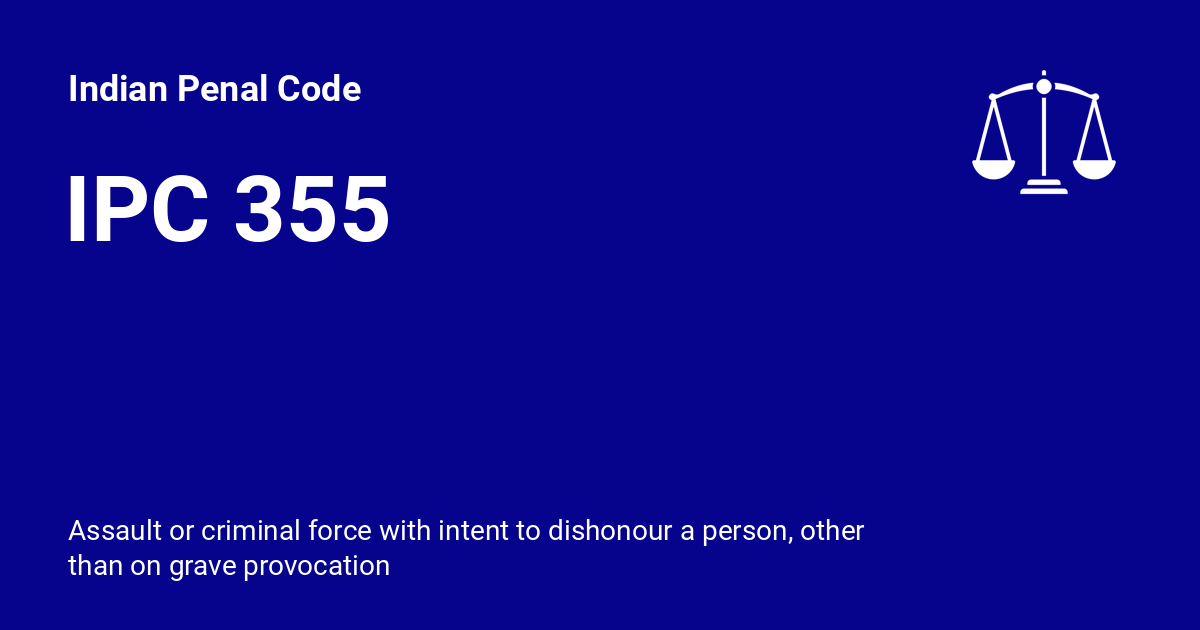 Indian Penal Code
IPC 355
Assault or criminal force with intent to dishonour a person, other
than on grave provocation